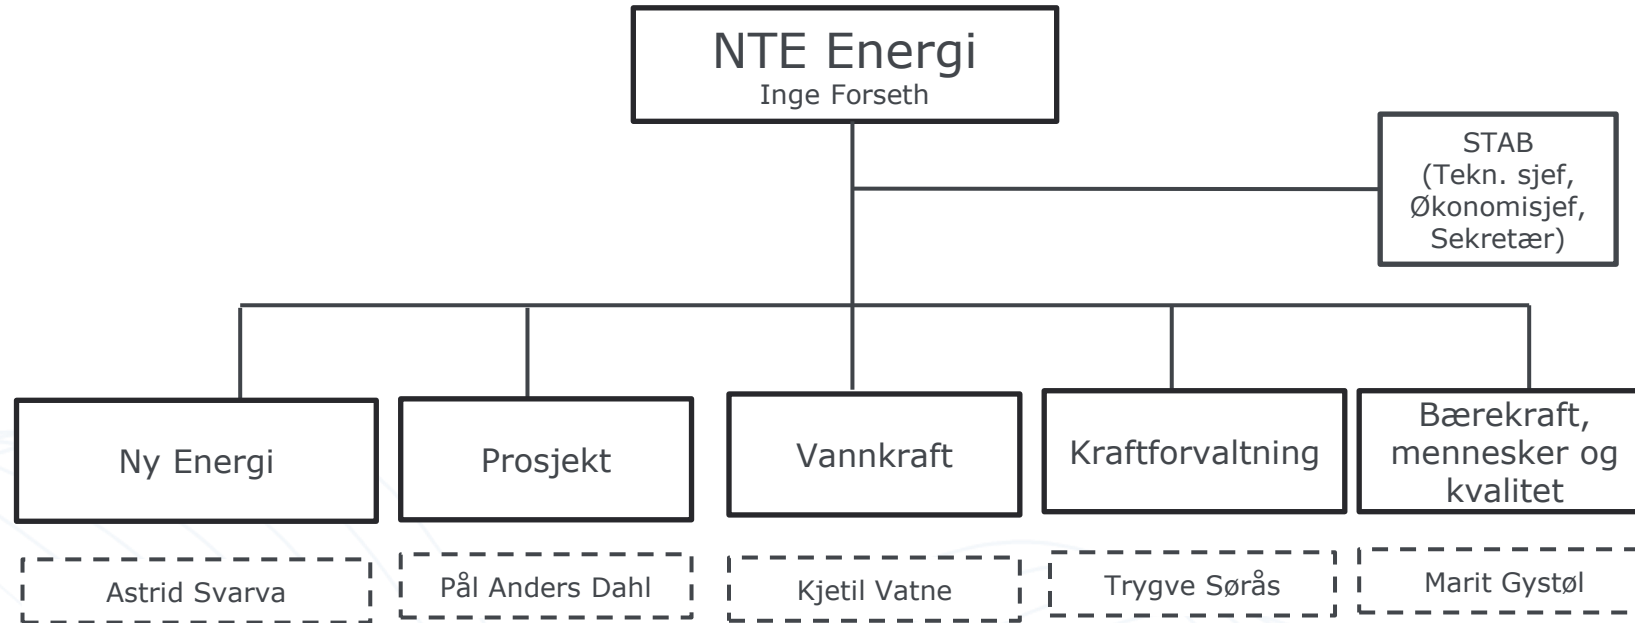 NTE Energi
Inge Forseth
STAB
(Tekn. sjef,
Økonomisjef,
Sekretær)
Ny Energi
Prosjekt
Vannkraft
Kraftforvaltning
Bærekraft,
mennesker og
kvalitet
Astrid Svarva
Pål Anders Dahl
Kjetil Vatne
Trygve Sørås
Marit Gystøl